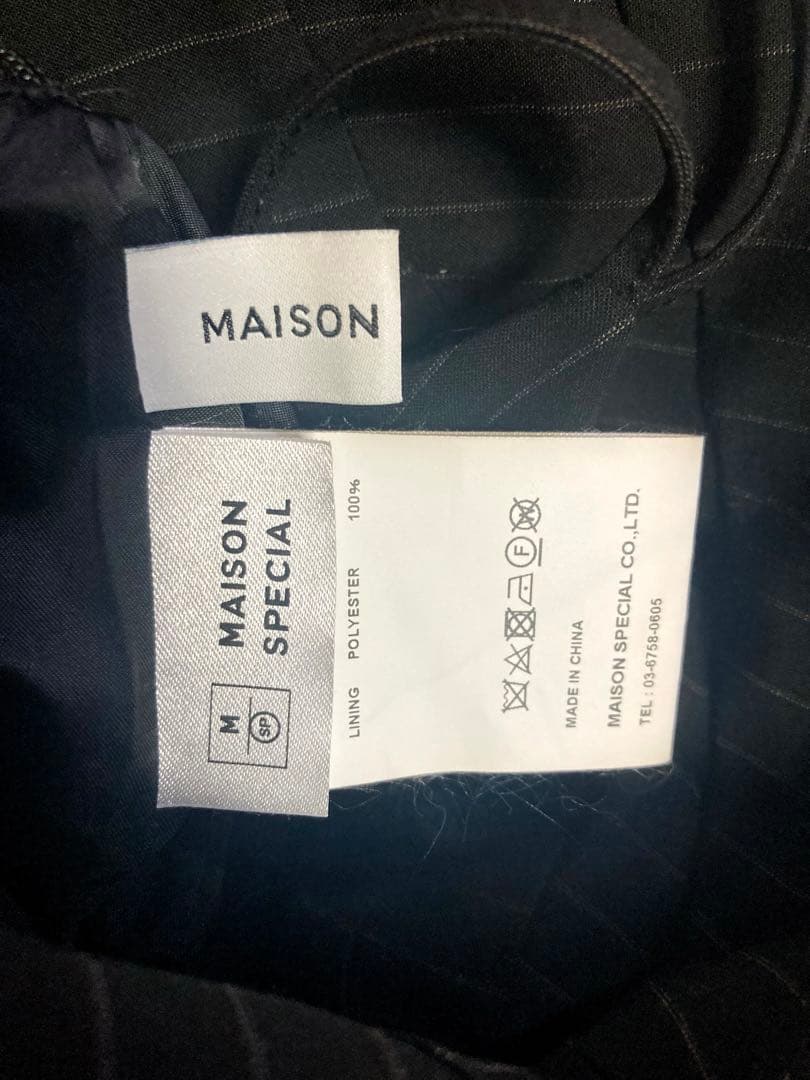 MAISON
MAISON
SPECIAL
M
SP
LINING POLYESTER 100%
F
W
MADE IN CHINA
MAISON SPECIAL CO.,LTD.
TEL : 03-6758-0605